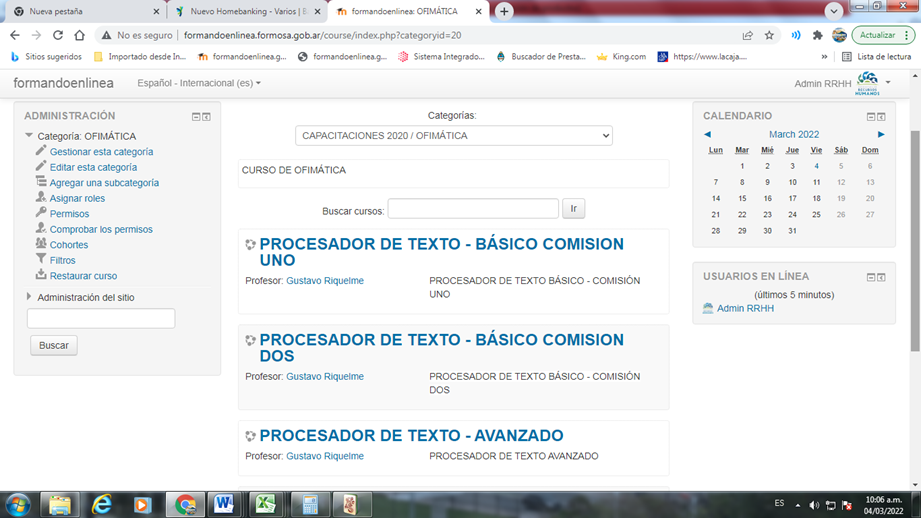 Nueva pestaña
Nuevo Homebanking - Varios | B
formandoenlinea: OFIMÁTICA
No es seguro | formandoenlinea.formosa.gob.ar/course/index.php?categoryid=20
Actualizar
Sitios sugeridos
Importado desde In...
formandoenlinea.g...
formandoenlinea.g...
Sistema Integrado...
Buscador de Presta...
King.com
https://www.lacaja....
»
Lista de lectura
formandoenlinea
Español - Internacional (es)
Admin RRHH
RECURSOS HUMANOS
ADMINISTRACIÓN
Categoría: OFIMÁTICA
Gestionar esta categoría
Editar esta categoría
Agregar una subcategoría
Asignar roles
Permisos
Comprobar los permisos
Cohortes
Filtros
Restaurar curso
Administración del sitio
Buscar
Categorías:
CAPACITACIONES 2020 / OFIMÁTICA
CURSO DE OFIMÁTICA
Buscar cursos:
Ir
PROCESADOR DE TEXTO - BÁSICO COMISION
UNO
Profesor: Gustavo Riquelme
PROCESADOR DE TEXTO BÁSICO - COMISIÓN
UNO
PROCESADOR DE TEXTO - BÁSICO COMISION
DOS
Profesor: Gustavo Riquelme
PROCESADOR DE TEXTO BÁSICO - COMISIÓN
DOS
PROCESADOR DE TEXTO - AVANZADO
Profesor: Gustavo Riquelme
PROCESADOR DE TEXTO AVANZADO
CALENDARIO
March 2022
Lun Mar Mié Jue Vie Sáb Dom
1 2 3 4 5 6
7 8 9 10 11 12 13
14 15 16 17 18 19 20
21 22 23 24 25 26 27
28 29 30 31
USUARIOS EN LÍNEA
(últimos 5 minutos)
Admin RRHH
ES
10:06 a.m.
04/03/2022